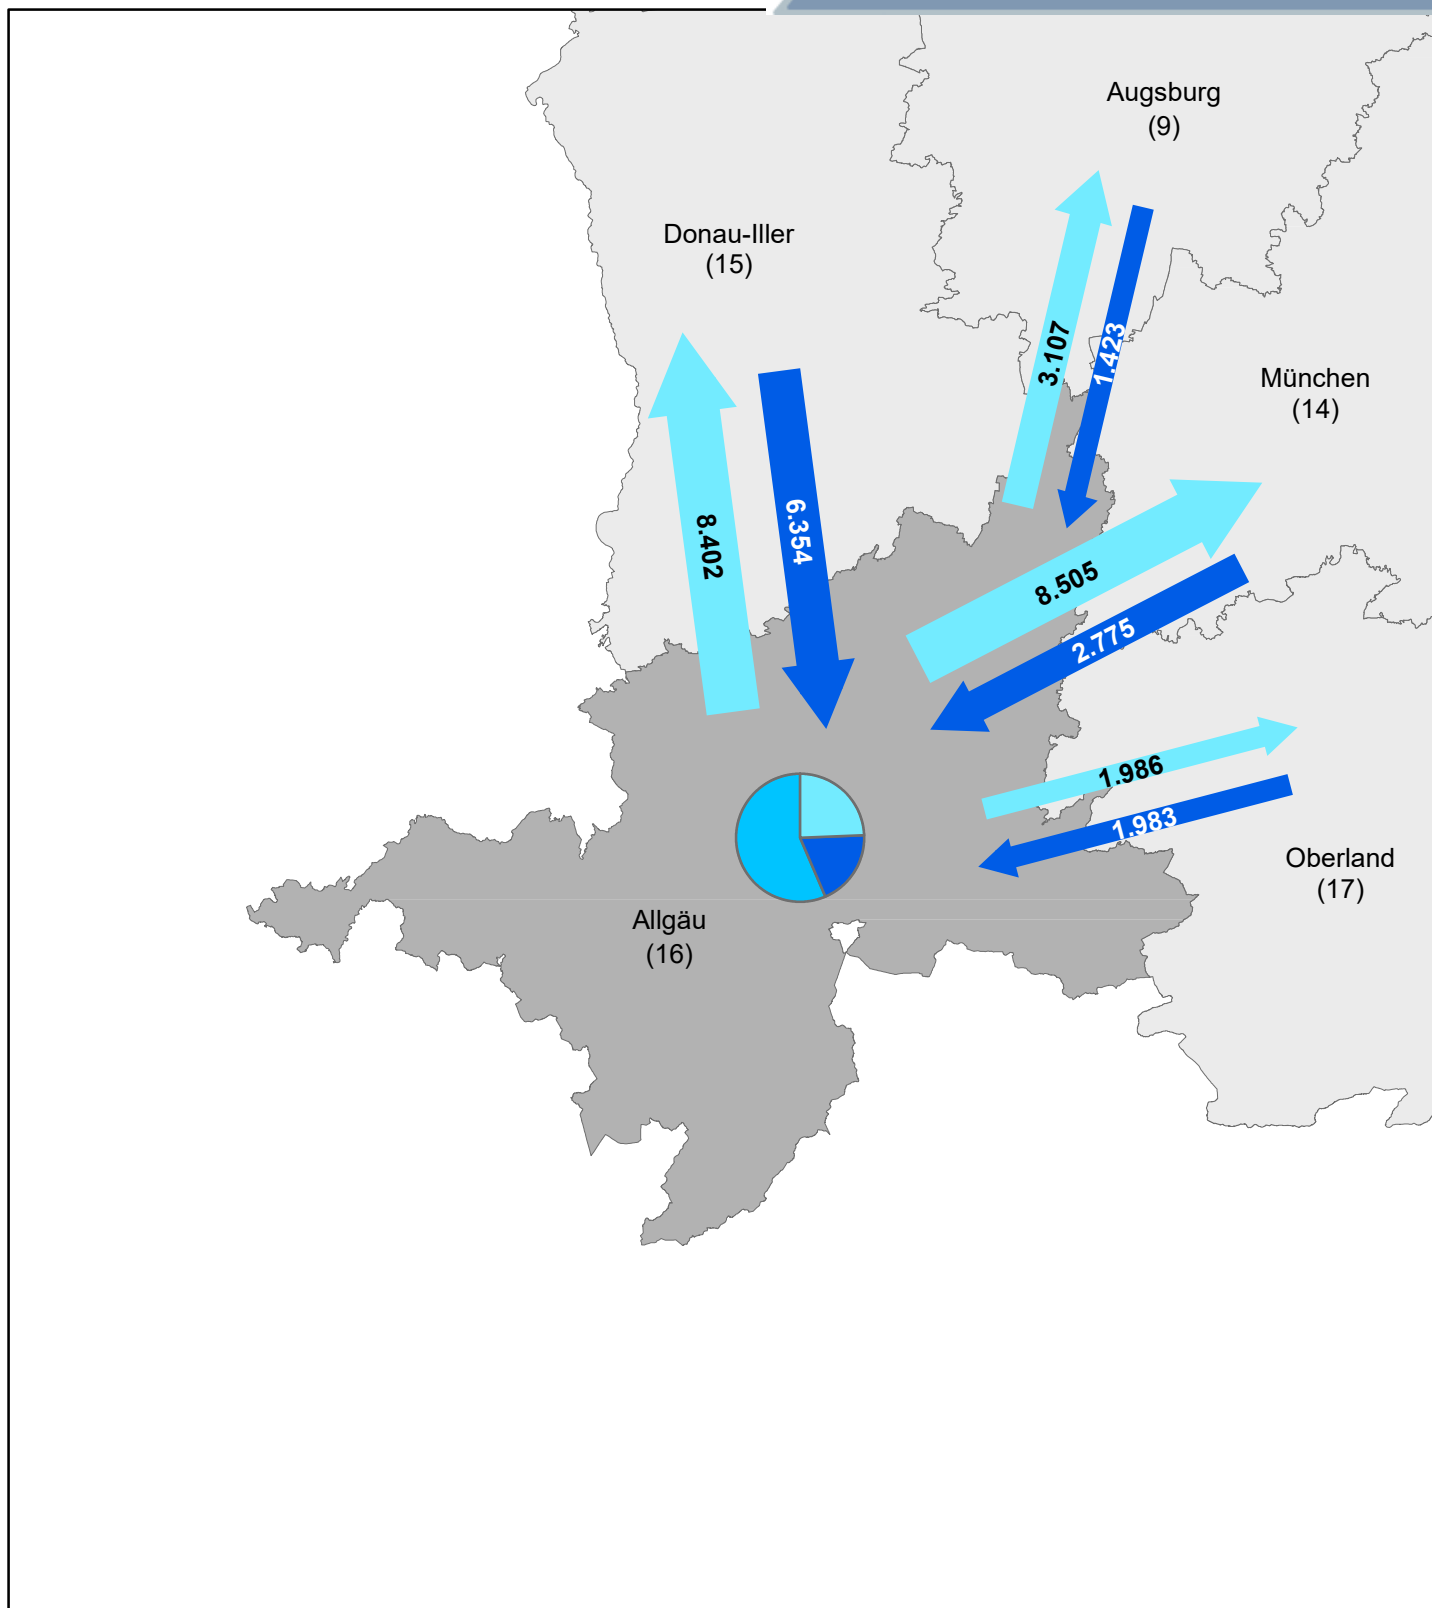 Augsburg
(9)
Donau-Iller
(15)
3.107
1.423
München
(14)
8.402
6.354
8.505
2.775
1.986
1.983
Oberland
(17)
Allgäu
(16)